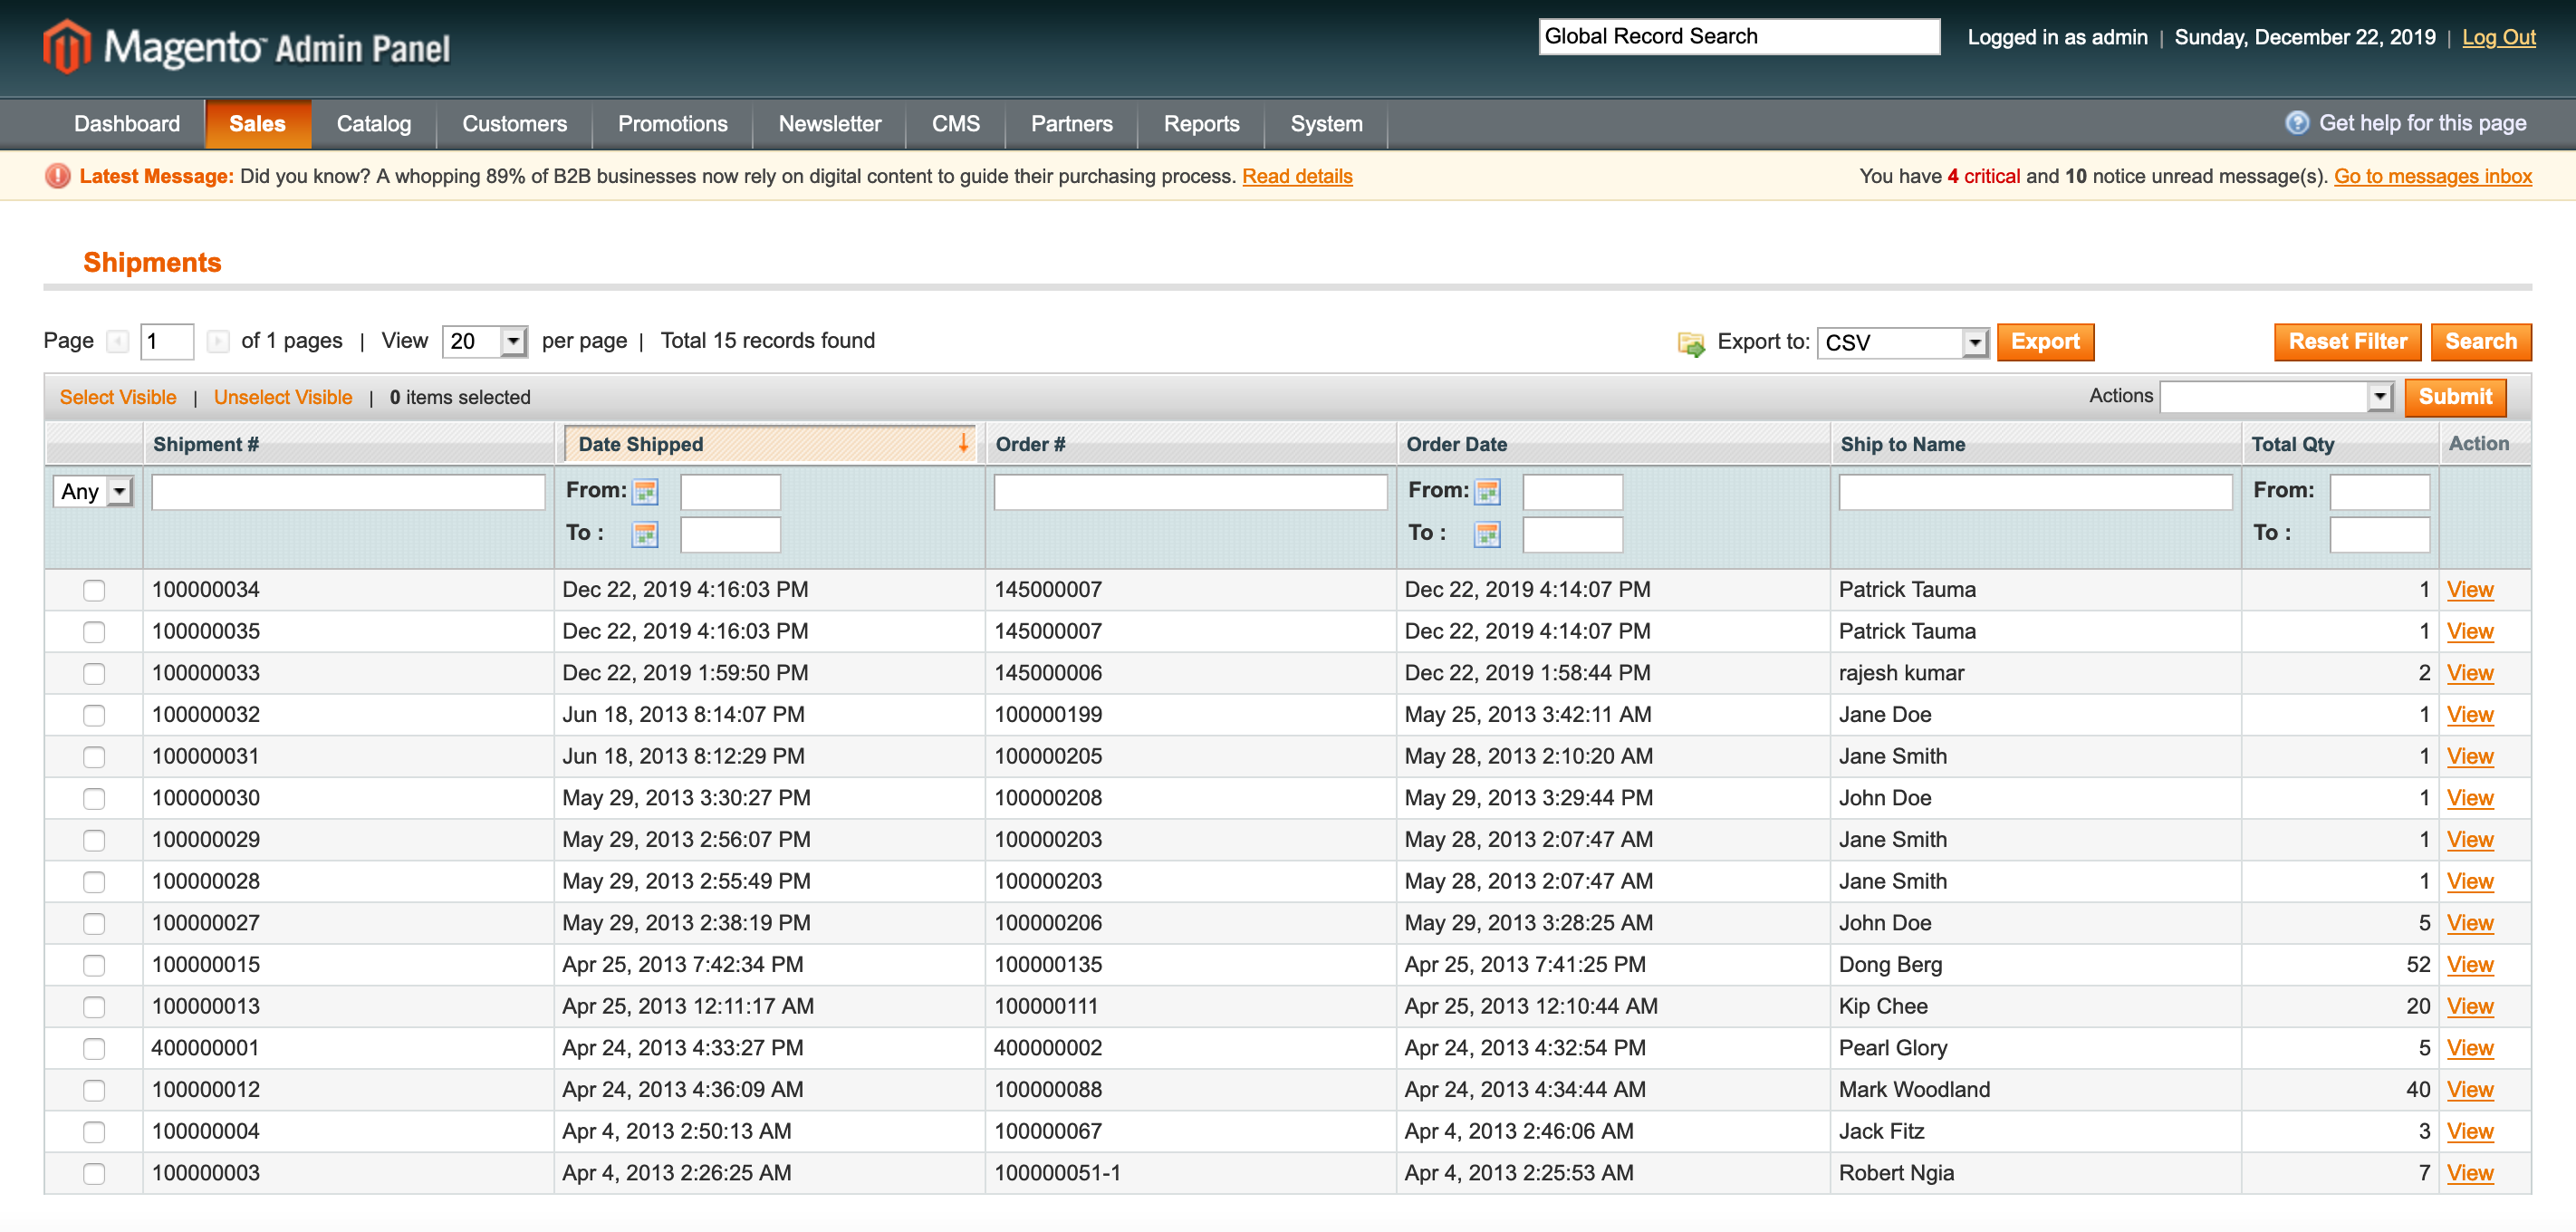 Magento™ Admin Panel
Global Record Search
Logged in as admin | Sunday, December 22, 2019 | Log Out
Dashboard Sales Catalog Customers Promotions Newsletter CMS Partners Reports System Get help for this page
Latest Message: Did you know? A whopping 89% of B2B businesses now rely on digital content to guide their purchasing process. Read details You have 4 critical and 10 notice unread message(s). Go to messages inbox
Shipments
Page 1 of 1 pages | View 20 per page | Total 15 records found Export to: CSV Export Reset Filter Search
Select Visible | Unselect Visible | 0 items selected Actions Submit
Shipment # Date Shipped Order # Order Date Ship to Name Total Qty Action
Any From: From: From:
To : To : To :
100000034 Dec 22, 2019 4:16:03 PM 145000007 Dec 22, 2019 4:14:07 PM Patrick Tauma 1 View
100000035 Dec 22, 2019 4:16:03 PM 145000007 Dec 22, 2019 4:14:07 PM Patrick Tauma 1 View
100000033 Dec 22, 2019 1:59:50 PM 145000006 Dec 22, 2019 1:58:44 PM rajesh kumar 2 View
100000032 Jun 18, 2013 8:14:07 PM 100000199 May 25, 2013 3:42:11 AM Jane Doe 1 View
100000031 Jun 18, 2013 8:12:29 PM 100000205 May 28, 2013 2:10:20 AM Jane Smith 1 View
100000030 May 29, 2013 3:30:27 PM 100000208 May 29, 2013 3:29:44 PM John Doe 1 View
100000029 May 29, 2013 2:56:07 PM 100000203 May 28, 2013 2:07:47 AM Jane Smith 1 View
100000028 May 29, 2013 2:55:49 PM 100000203 May 28, 2013 2:07:47 AM Jane Smith 1 View
100000027 May 29, 2013 2:38:19 PM 100000206 May 29, 2013 3:28:25 AM John Doe 5 View
100000015 Apr 25, 2013 7:42:34 PM 100000135 Apr 25, 2013 7:41:25 PM Dong Berg 52 View
100000013 Apr 25, 2013 12:11:17 AM 100000111 Apr 25, 2013 12:10:44 AM Kip Chee 20 View
400000001 Apr 24, 2013 4:33:27 PM 400000002 Apr 24, 2013 4:32:54 PM Pearl Glory 5 View
100000012 Apr 24, 2013 4:36:09 AM 100000088 Apr 24, 2013 4:34:44 AM Mark Woodland 40 View
100000004 Apr 4, 2013 2:50:13 AM 100000067 Apr 4, 2013 2:46:06 AM Jack Fitz 3 View
100000003 Apr 4, 2013 2:26:25 AM 100000051-1 Apr 4, 2013 2:25:53 AM Robert Ngia 7 View